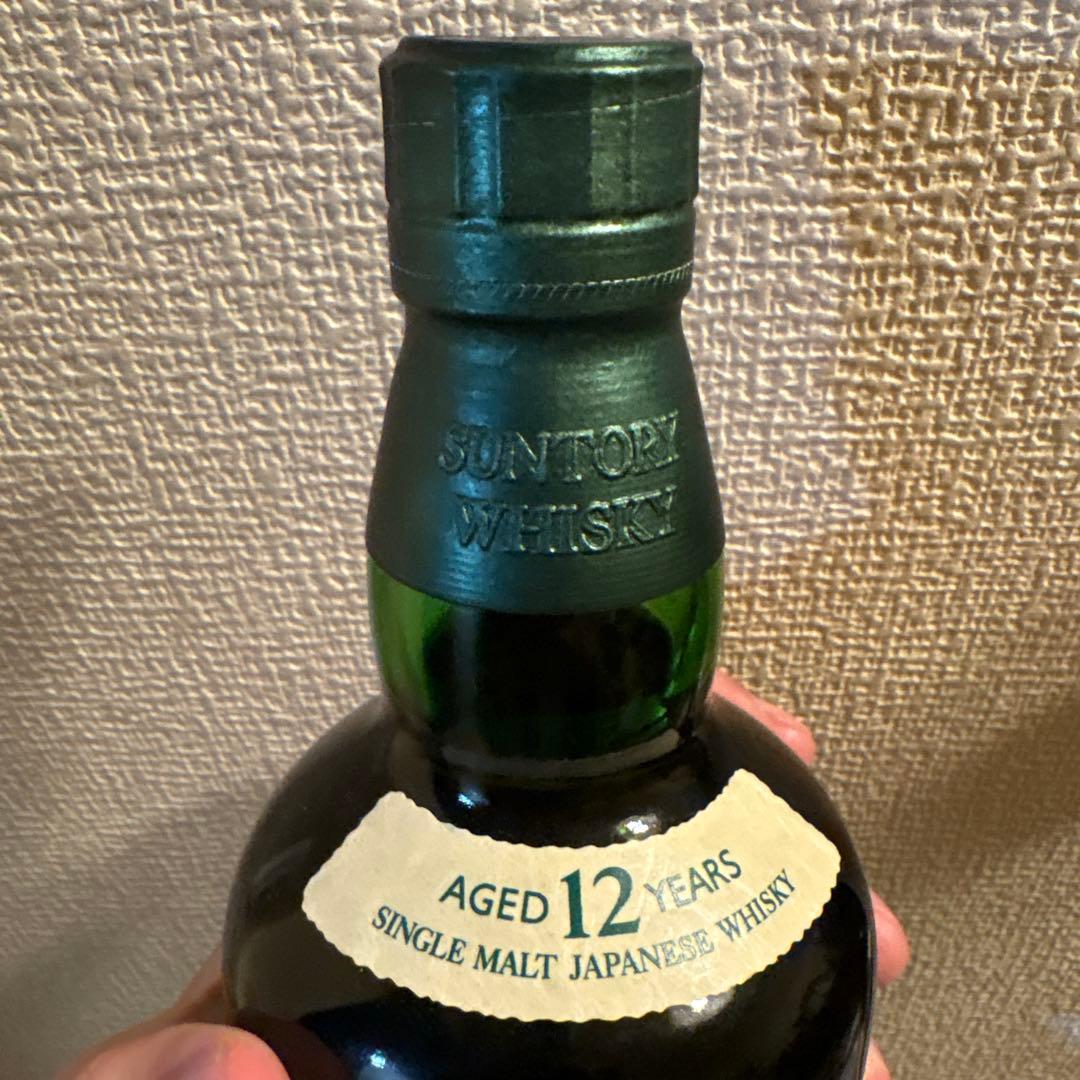 SUNTORY
WHISKY
AGED 12 YEARS
SINGLE MALT JAPANESE WHISKY